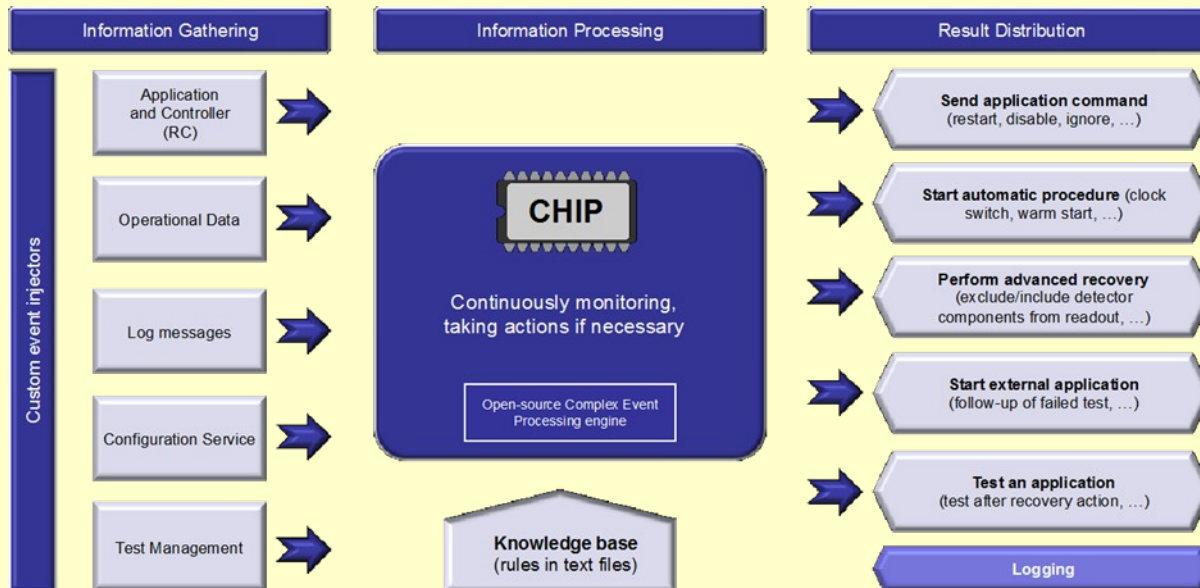 Information Gathering
Information Processing
Result Distribution
Custom event injectors
Application
and Controller
(RC)
Operational Data
Log messages
Configuration Service
Test Management
CHIP
Continuously monitoring,
taking actions if necessary
Open-source Complex Event
Processing engine
Knowledge base
(rules in text files)
Send application command
(restart, disable, ignore, …)
Start automatic procedure (clock
switch, warm start, …)
Perform advanced recovery
(exclude/include detector
components from readout, …)
Start external application
(follow-up of failed test, …)
Test an application
(test after recovery action, …)
Logging